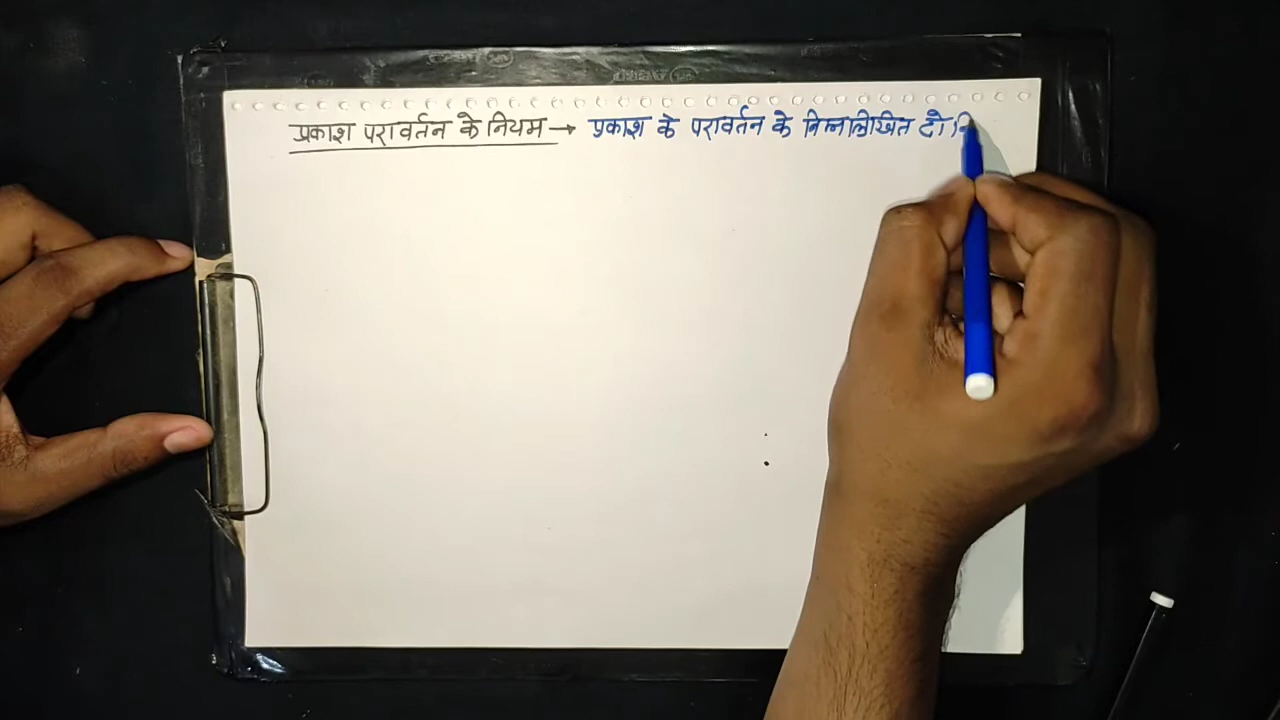 प्रकाश परावर्तन के नियम → प्रकाश के परावर्तन के निम्नलिखित दो